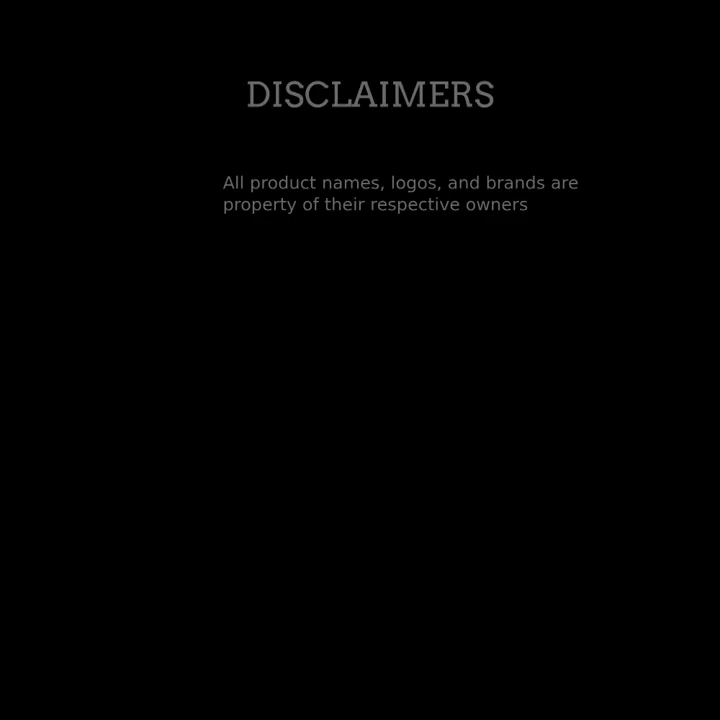 DISCLAIMERS
All product names, logos, and brands are
property of their respective owners